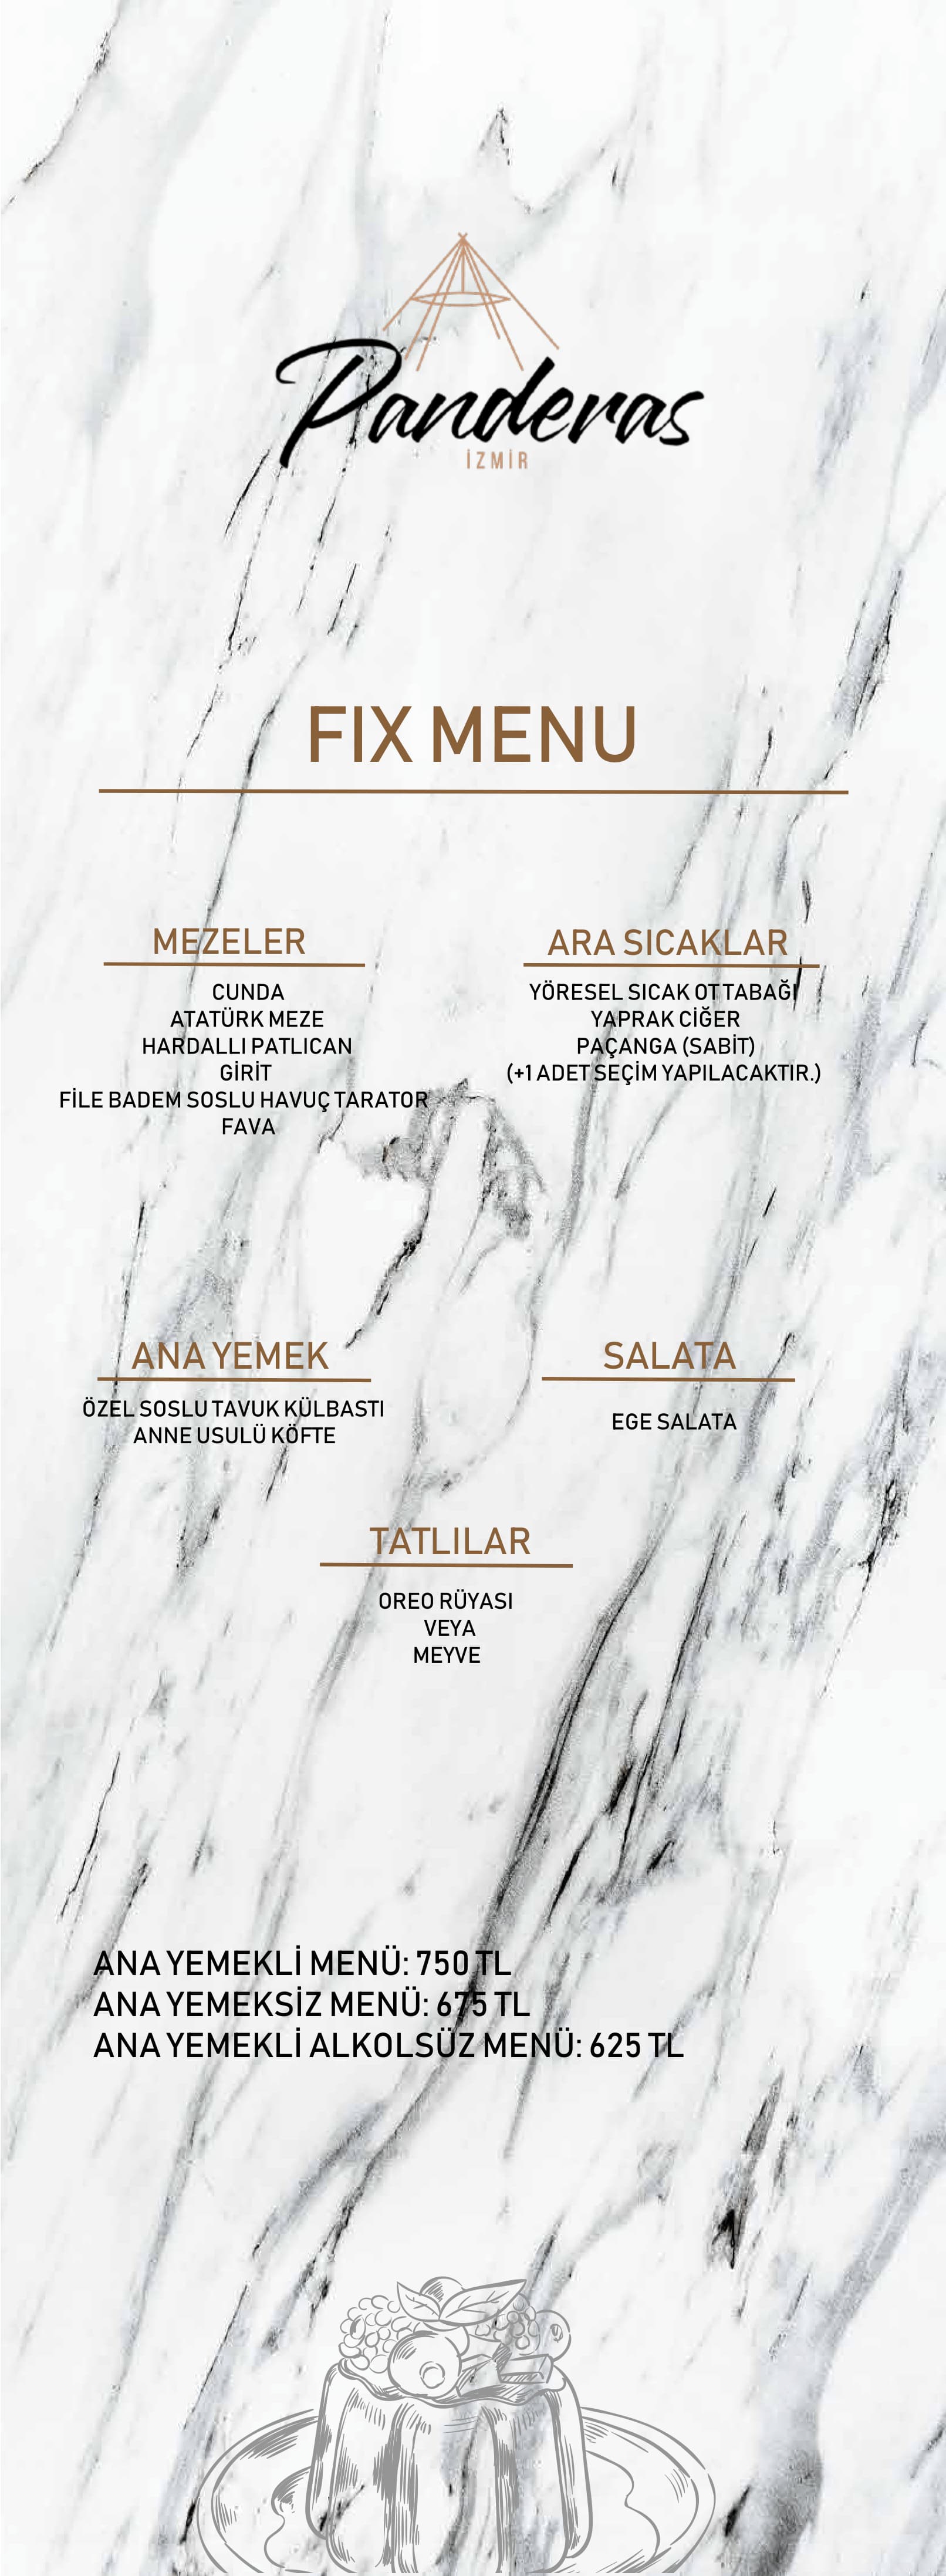 Panderas
İZMİR
FIX MENU
MEZELER
CUNDA
ATATÜRK MEZE
HARDALLI PATLICAN
GİRİT
FİLE BADEM SOSLU HAVUÇ TARATOR
FAVA
ARA SICAKLAR
YÖRESEL SICAK OT TABAĞI
YAPRAK CİĞER
PAÇANGA (SABİT)
(+1 ADET SEÇİM YAPILACAKTIR.)
ANA YEMEK
ÖZEL SOSLU TAVUK KÜLBASTI
ANNE USULÜ KÖFTE
SALATA
EGE SALATA
TATLILAR
OREO RÜYASI
VEYA
MEYVE
ANA YEMEKLİ MENÜ: 750 TL
ANA YEMEKSİZ MENÜ: 675 TL
ANA YEMEKLİ ALKOLSÜZ MENÜ: 625 TL